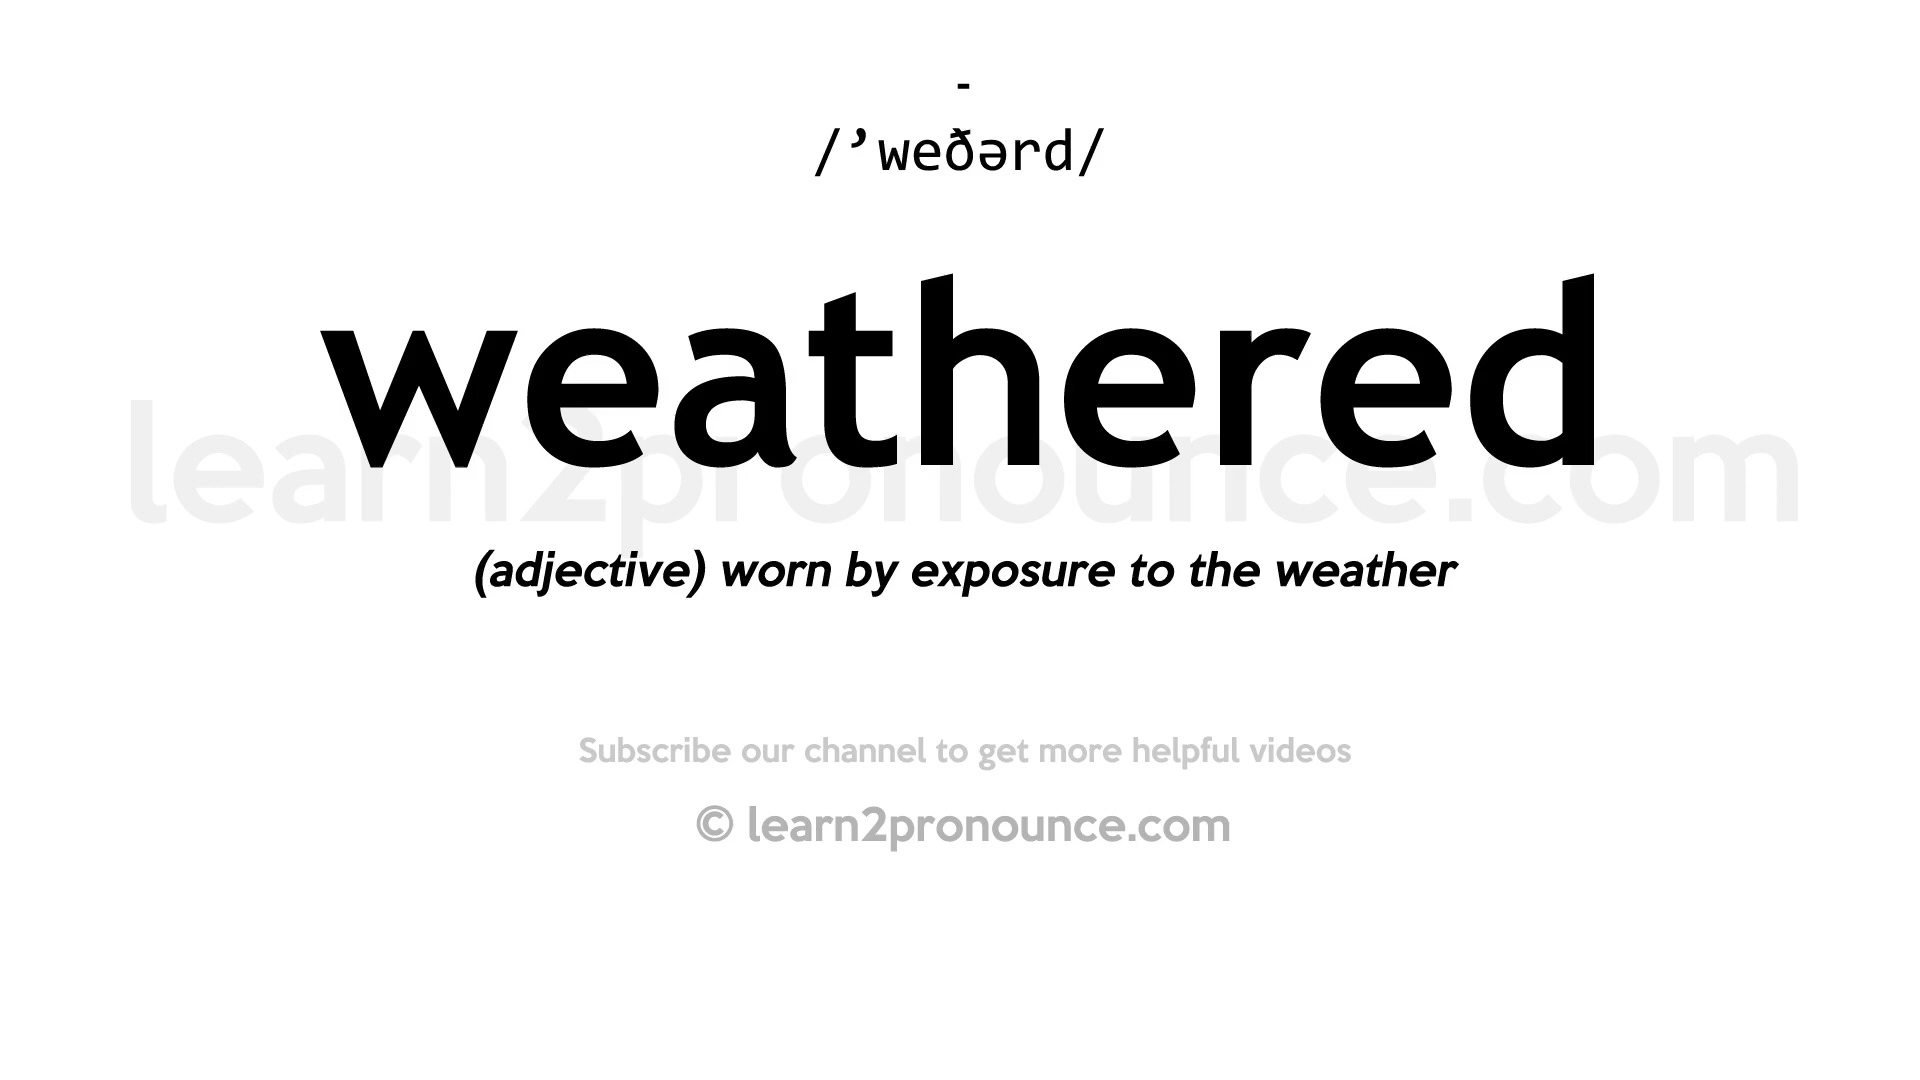 -
/’weðərd/
weathered
learn2pronounce.com
(adjective) worn by exposure to the weather
Subscribe our channel to get more helpful videos
© learn2pronounce.com